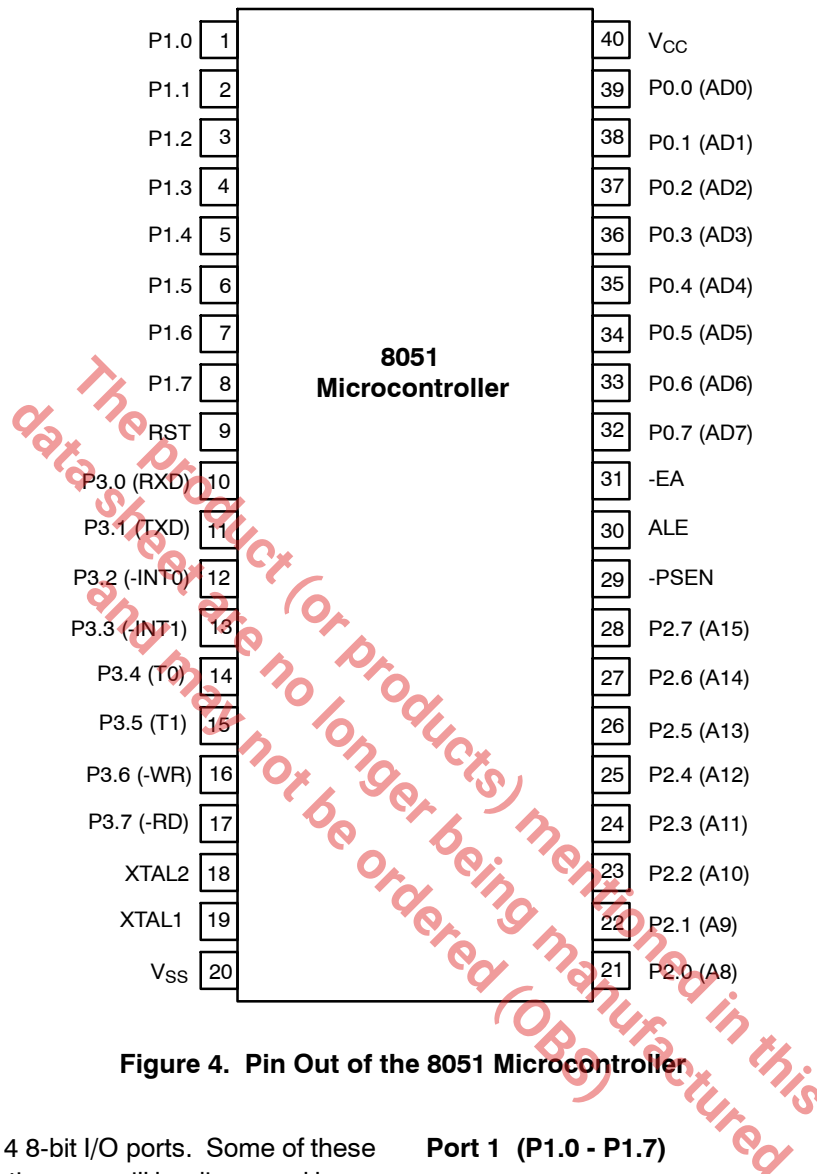 P1.0 1
P1.1 2
P1.2 3
P1.3 4
P1.4 5
P1.5 6
P1.6 7
P1.7 8
RST 9
P3.0 (RXD) 10
P3.1 (TXD) 11
P3.2 (-INT0) 12
P3.3 (-INT1) 13
P3.4 (T0) 14
P3.5 (T1) 15
P3.6 (-WR) 16
P3.7 (-RD) 17
XTAL2 18
XTAL1 19
VSS 20
8051
Microcontroller
40 VCC
39 P0.0 (AD0)
38 P0.1 (AD1)
37 P0.2 (AD2)
36 P0.3 (AD3)
35 P0.4 (AD4)
34 P0.5 (AD5)
33 P0.6 (AD6)
32 P0.7 (AD7)
31 -EA
30 ALE
29 -PSEN
28 P2.7 (A15)
27 P2.6 (A14)
26 P2.5 (A13)
25 P2.4 (A12)
24 P2.3 (A11)
23 P2.2 (A10)
22 P2.1 (A9)
21 P2.0 (A8)
The product (or products) mentioned in this
data sheet are no longer being manufactured
and may not be ordered (OBS)
Figure 4. Pin Out of the 8051 Microcontroller
4 8-bit I/O ports. Some of these
Port 1 (P1.0 - P1.7)